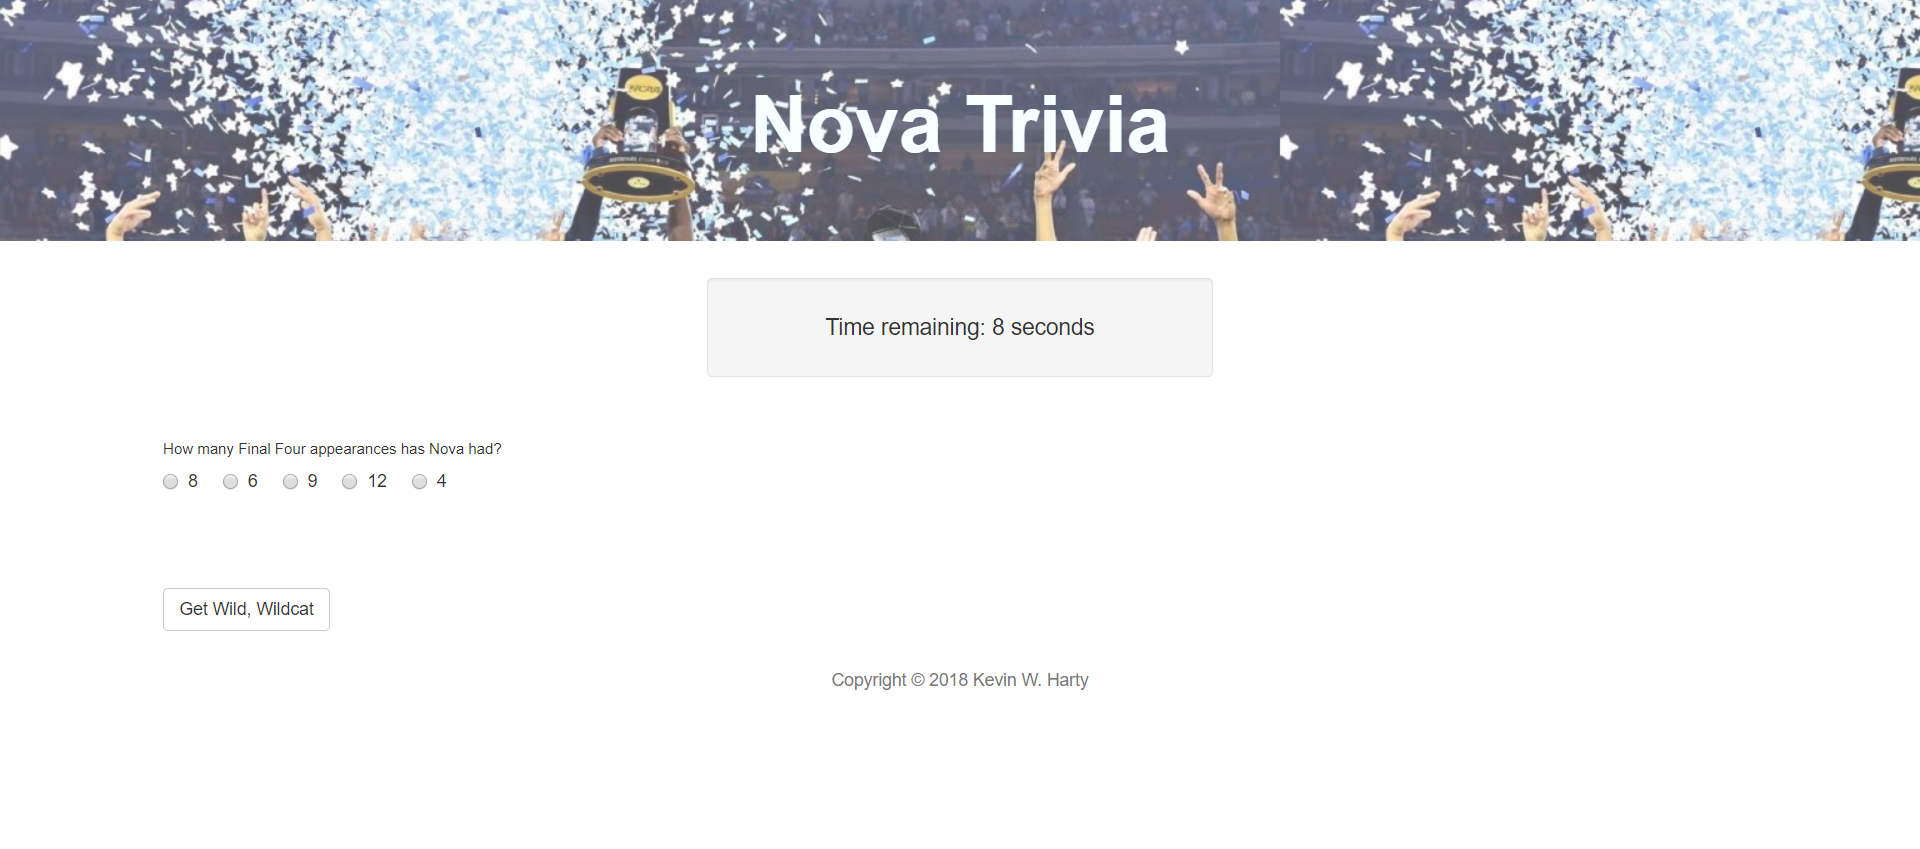 NCAA
Nova Trivia
Time remaining: 8 seconds
How many Final Four appearances has Nova had?
8 6 9 12 4
Get Wild, Wildcat
Copyright © 2018 Kevin W. Harty